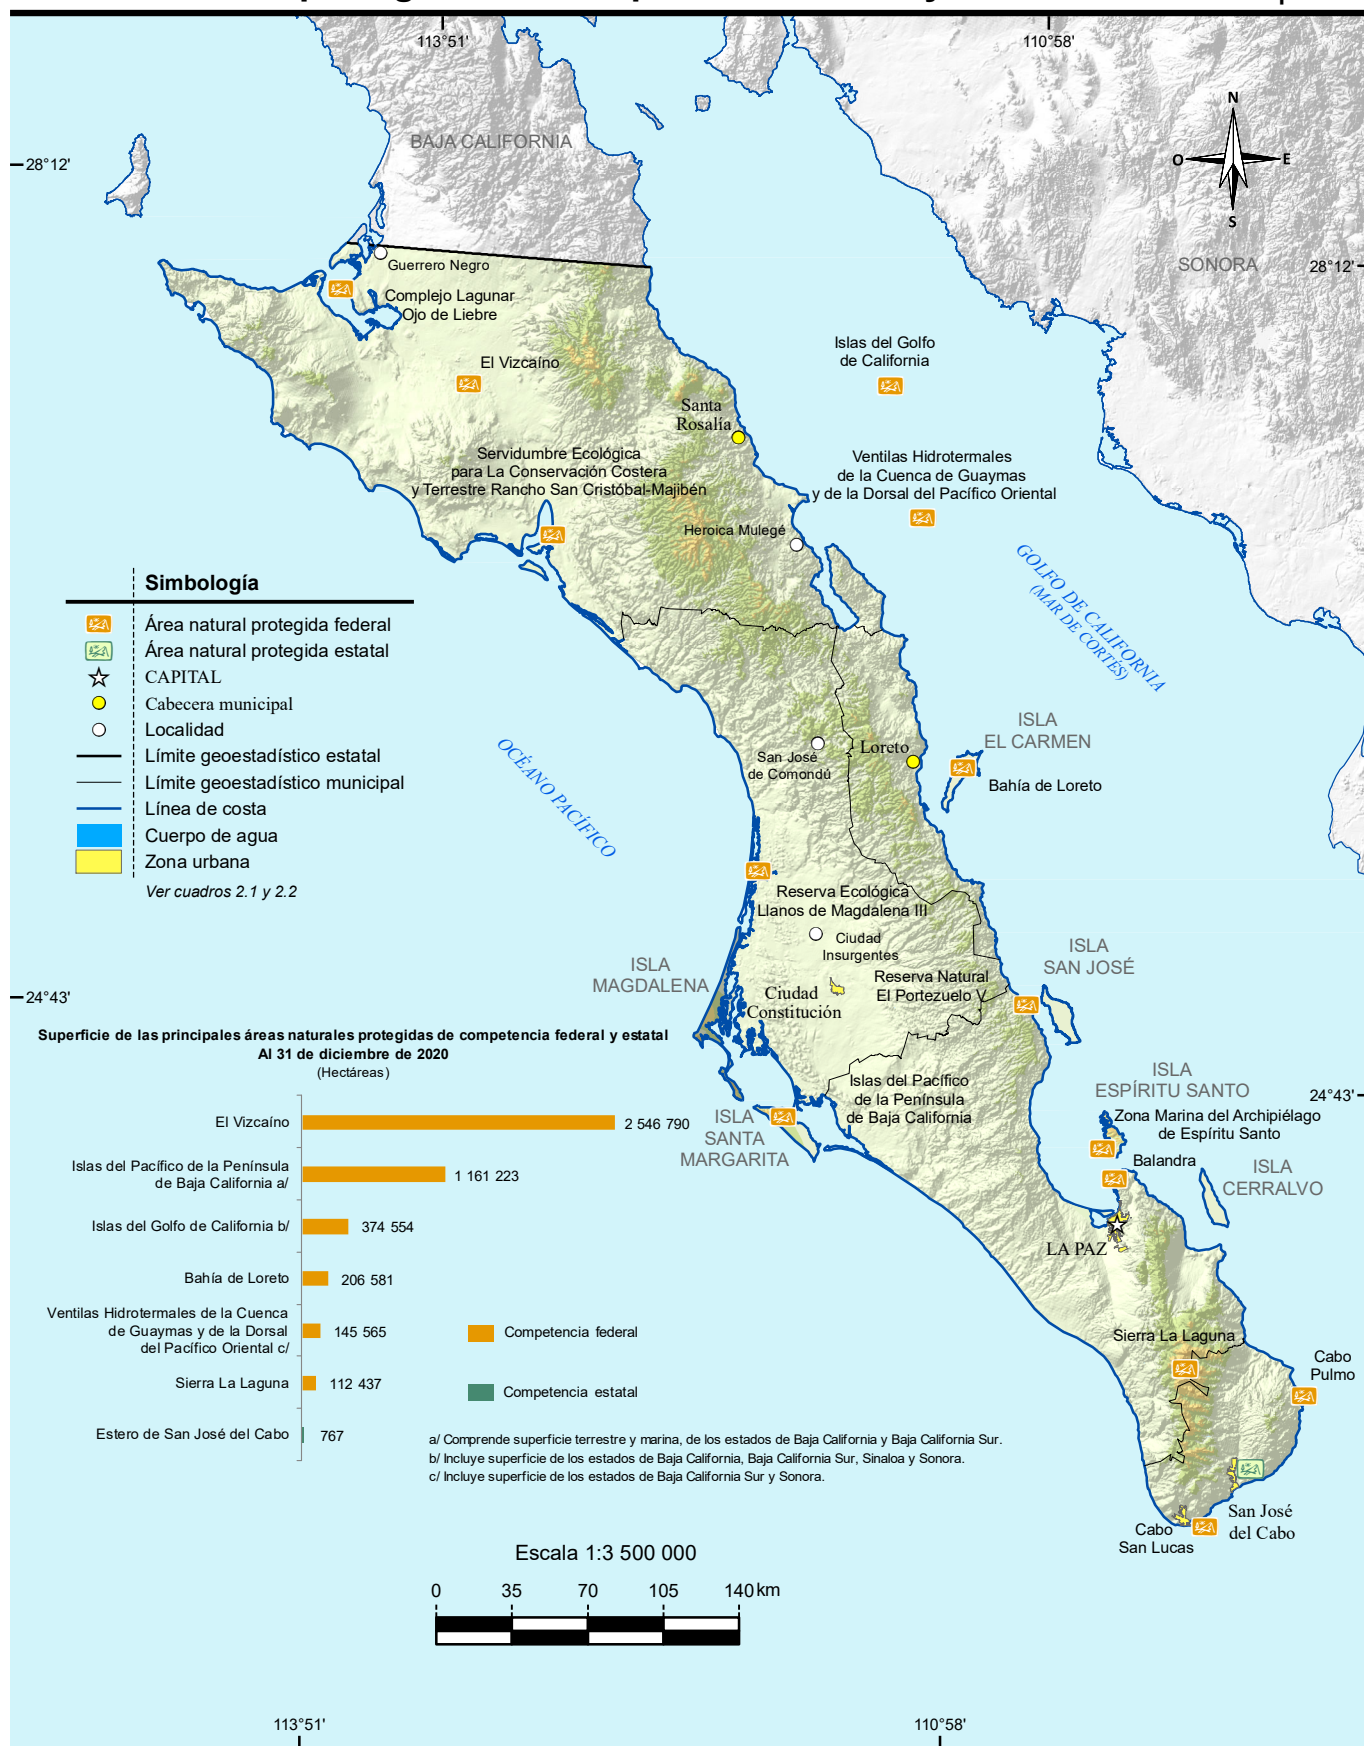 113°51'
110°58'
N
O
E
S
28°12'
BAJA CALIFORNIA
SONORA
28°12'
Guerrero Negro
Complejo Lagunar
Ojo de Liebre
El Vizcaíno
Islas del Golfo
de California
Santa
Rosalía
Servidumbre Ecológica
para La Conservación Costera
y Terrestre Rancho San Cristóbal-Majibén
Ventilas Hidrotermales
de la Cuenca de Guaymas
y de la Dorsal del Pacífico Oriental
Heroica Mulegé
GOLFO DE CALIFORNIA
(MAR DE CORTÉS)
Simbología
Área natural protegida federal
Área natural protegida estatal
CAPITAL
Cabecera municipal
Localidad
Límite geoestadístico estatal
Límite geoestadístico municipal
Línea de costa
Cuerpo de agua
Zona urbana
Ver cuadros 2.1 y 2.2
OCÉANO PACÍFICO
San José
de Comondú
Loreto
ISLA
EL CARMEN
Bahía de Loreto
Reserva Ecológica
Llanos de Magdalena III
Ciudad
Insurgentes
ISLA
MAGDALENA
Reserva Natural
El Portezuelo V
ISLA
SAN JOSÉ
Ciudad
Constitución
24°43'
24°43'
Islas del Pacífico
de la Península
de Baja California
ISLA
ESPÍRITU SANTO
Zona Marina del Archipiélago
de Espíritu Santo
ISLA
SANTA
MARGARITA
Balandra
ISLA
CERRALVO
LA PAZ
Sierra La Laguna
Cabo
Pulmo
San José
del Cabo
Cabo
San Lucas
Superficie de las principales áreas naturales protegidas de competencia federal y estatal
Al 31 de diciembre de 2020
(Hectáreas)
El Vizcaíno
2 546 790
Islas del Pacífico de la Península
de Baja California a/
1 161 223
Islas del Golfo de California b/
374 554
Bahía de Loreto
206 581
Ventilas Hidrotermales de la Cuenca
de Guaymas y de la Dorsal
del Pacífico Oriental c/
145 565
Sierra La Laguna
112 437
Estero de San José del Cabo
767
Competencia federal
Competencia estatal
a/ Comprende superficie terrestre y marina, de los estados de Baja California y Baja California Sur.
b/ Incluye superficie de los estados de Baja California, Baja California Sur, Sinaloa y Sonora.
c/ Incluye superficie de los estados de Baja California Sur y Sonora.
Escala 1:3 500 000
0 35 70 105 140 km
113°51'
110°58'